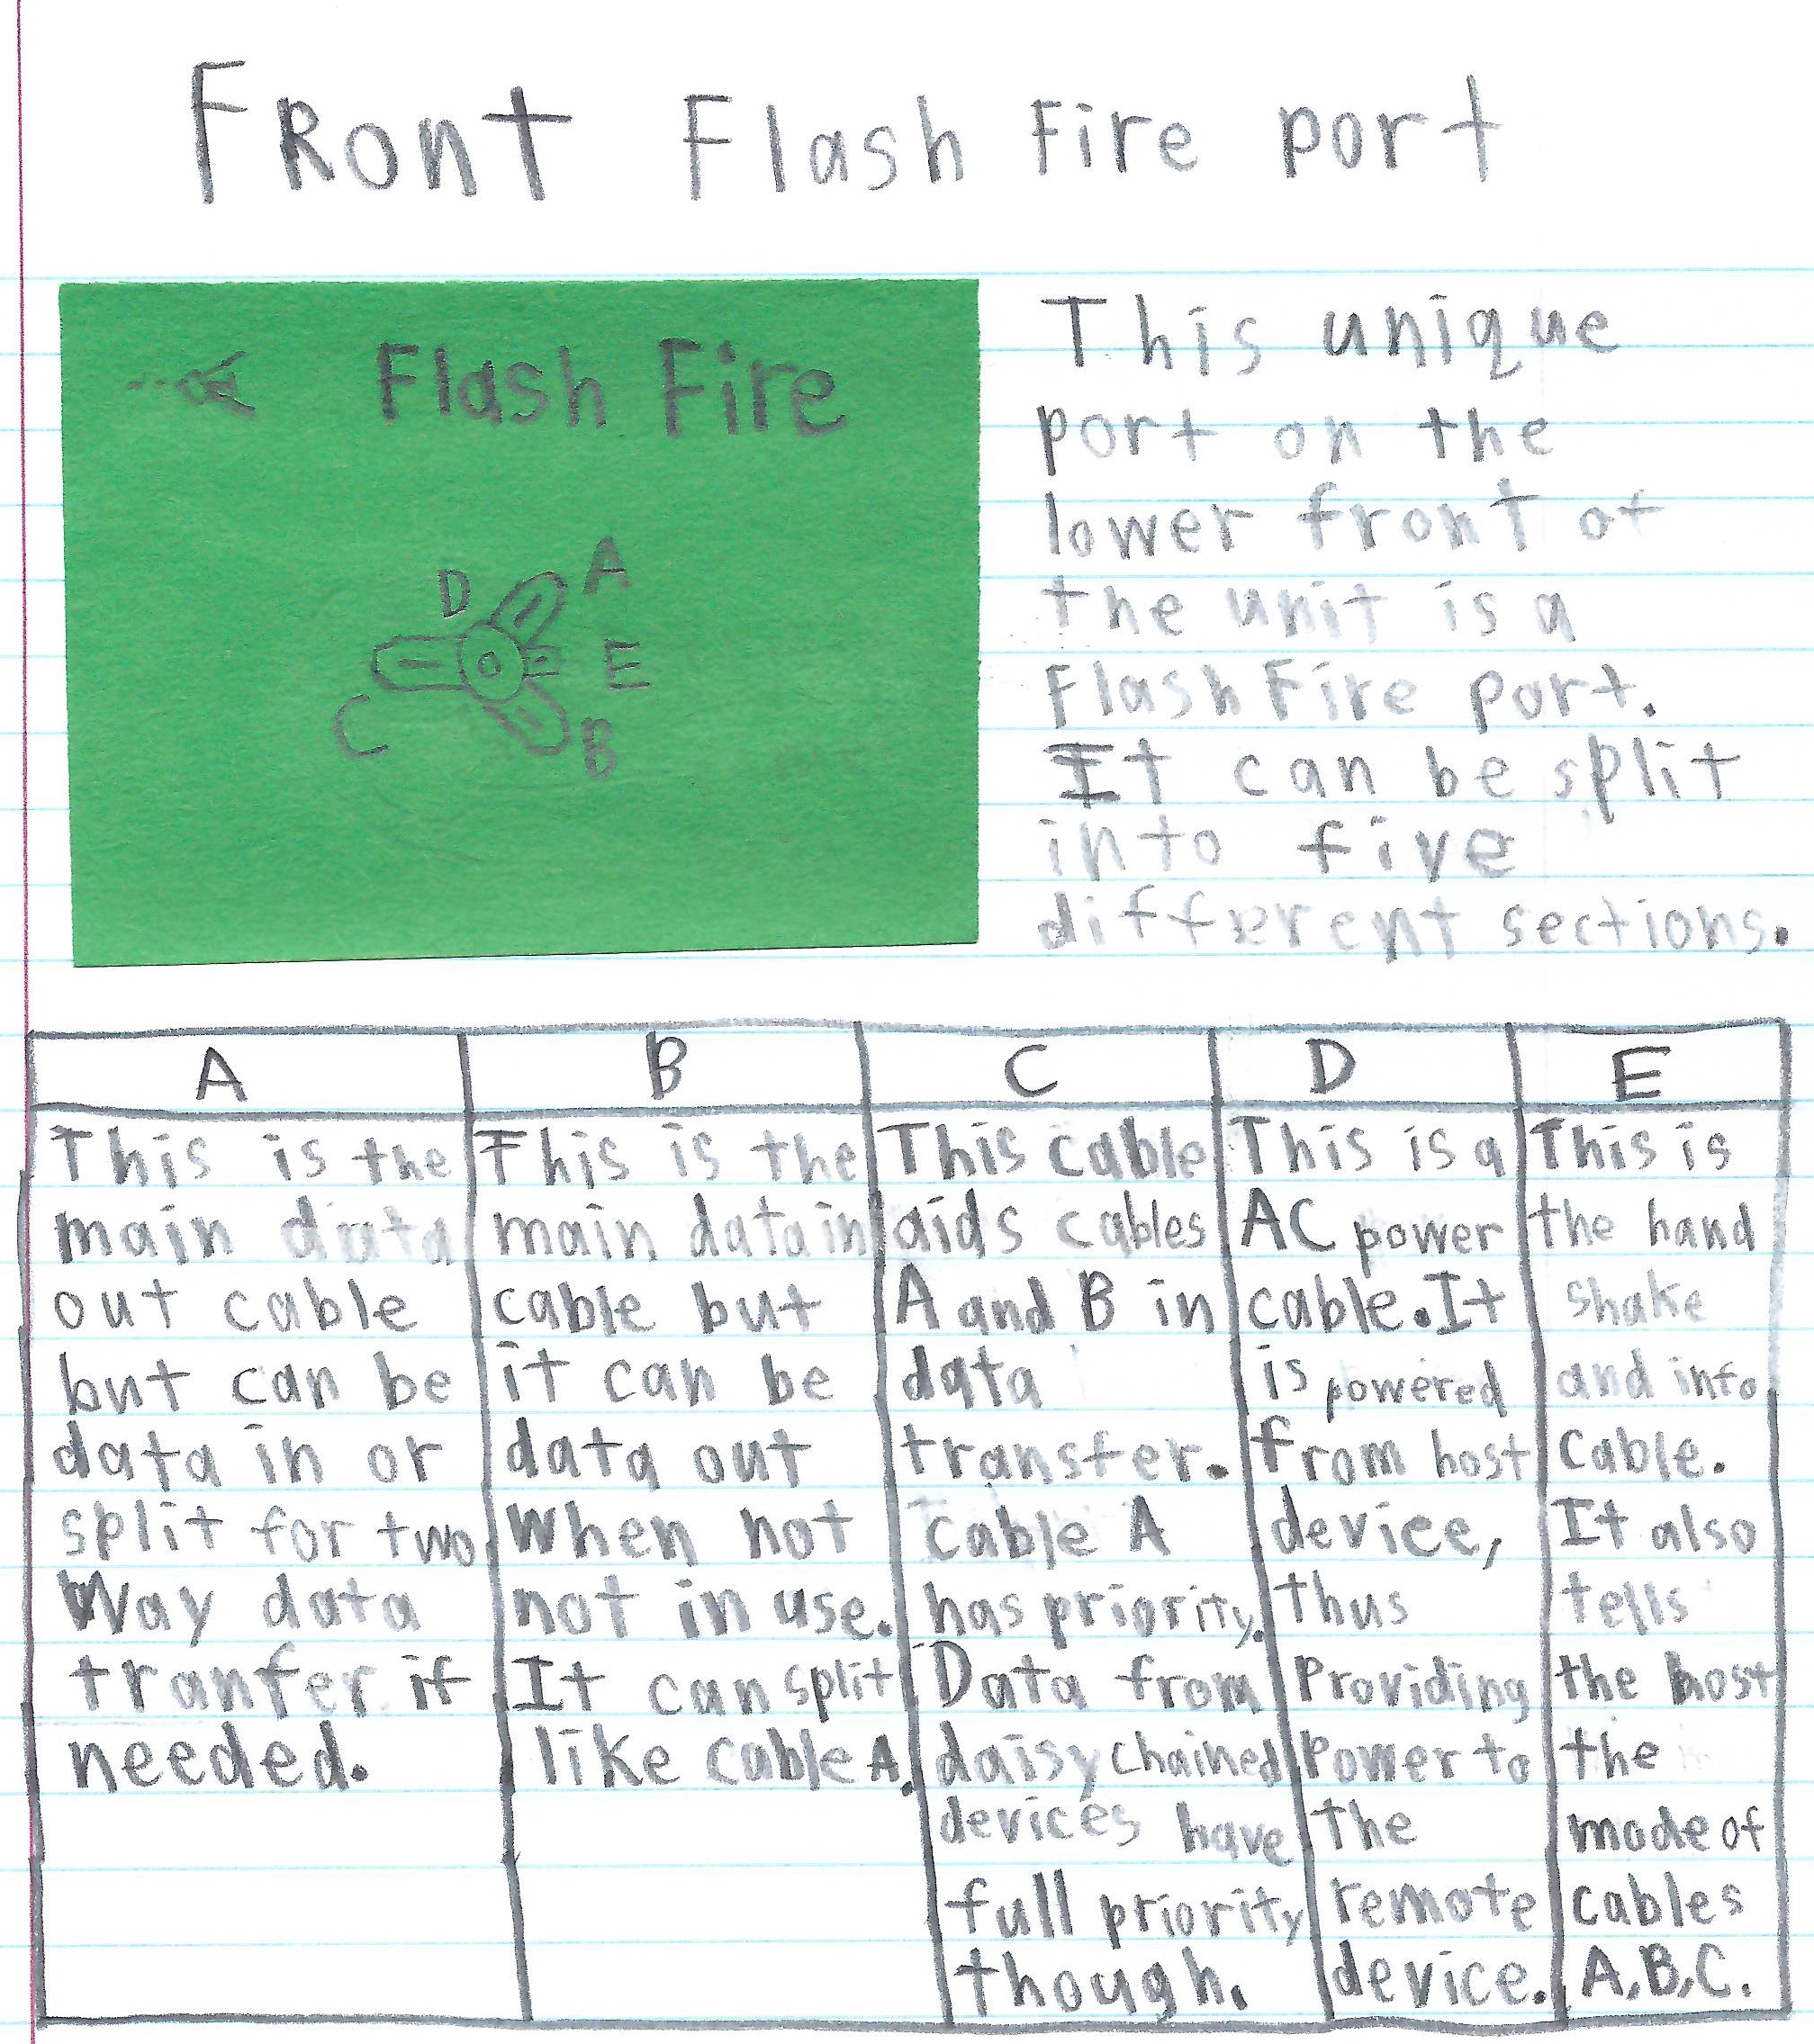 FRont Flash Fire port
Flash Fire
D
A
E
C
B
This unique
port on the
lower front of
the unit is a
Flash Fire port.
It can be split
into five
different sections.
A
This is the
main data
out cable
but can be
data in or
split for two
way data
tranfer if
needed.
B
This is the
main data in
cable but
it can be
data out
when not
not in use.
It can split
like cable A.
C
This cable
aids cables
A and B in
data
transfer.
cable A
has priority.
Data from
daisy chained
devices have
full priority
though.
D
This is a
AC power
cable. It
is powered
from host
device,
thus
Providing
Power to
the
remote
device.
E
This is
the hand
shake
and info
cable.
It also
tells
the host
the
mode of
cables
A,B,C.